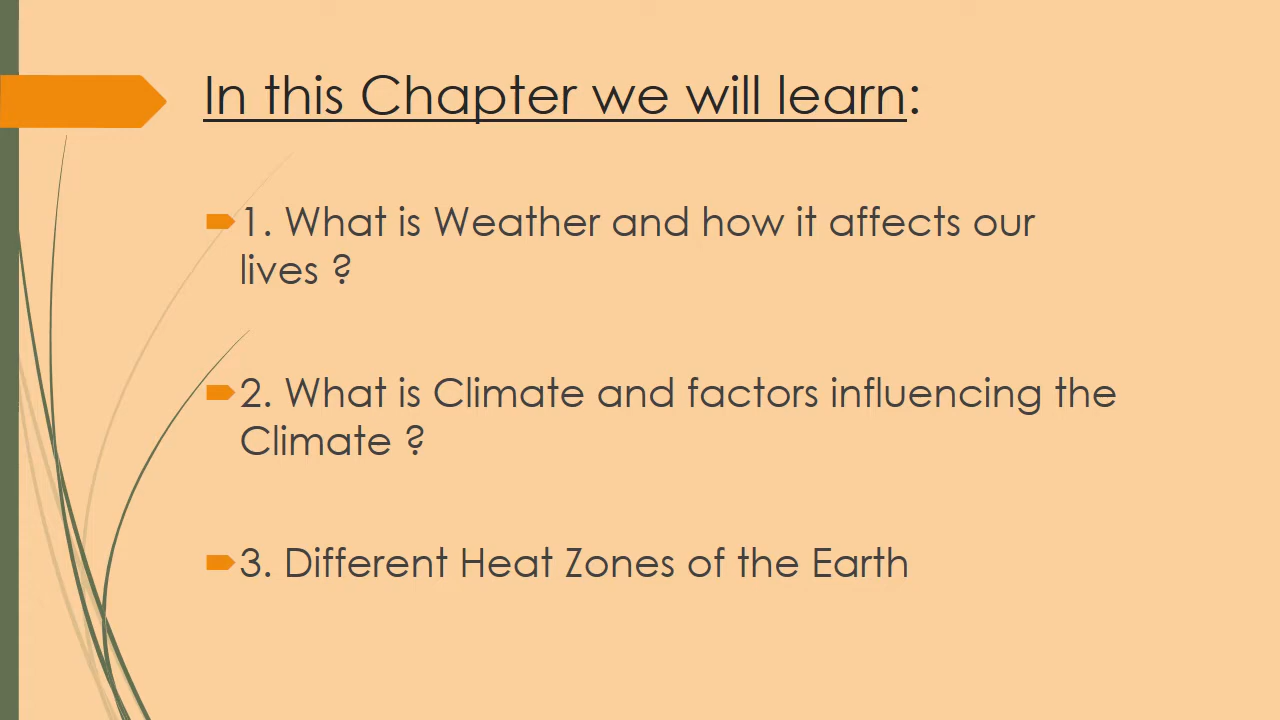 In this Chapter we will learn:
1. What is Weather and how it affects our
lives ?
2. What is Climate and factors influencing the
Climate ?
3. Different Heat Zones of the Earth